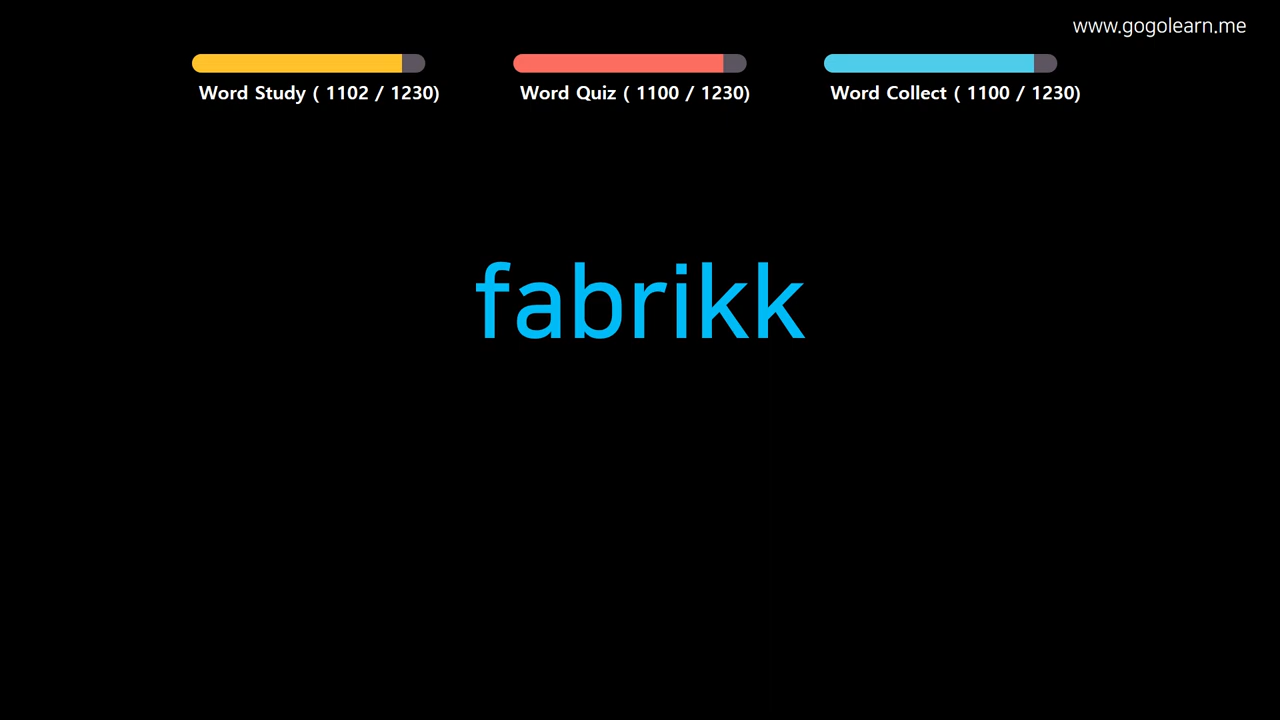 www.gogolearn.me
Word Study ( 1102 / 1230)
Word Quiz ( 1100 / 1230)
Word Collect ( 1100 / 1230)
fabrikk